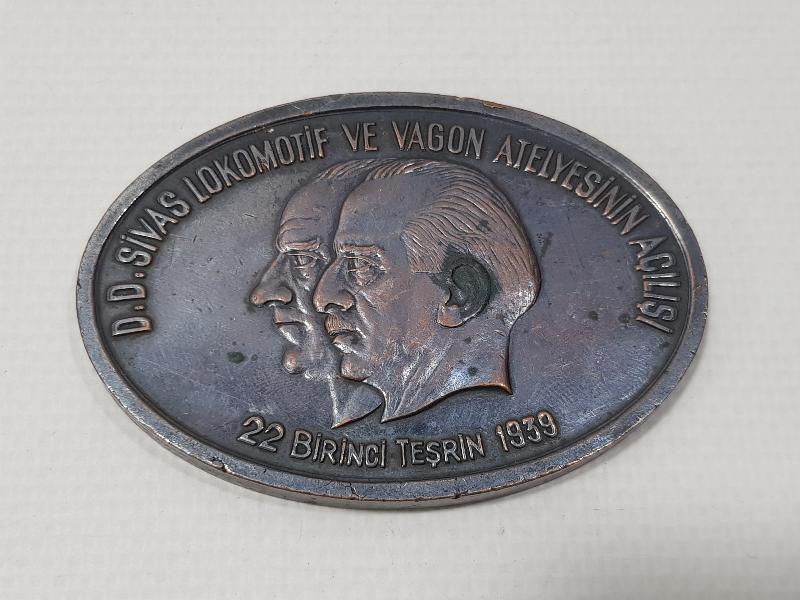 D.D. SİVAS LOKOMOTİF VE VAGON ATELYESİNİN AÇILIŞI
22 BİRİNCİ TEŞRİN 1939